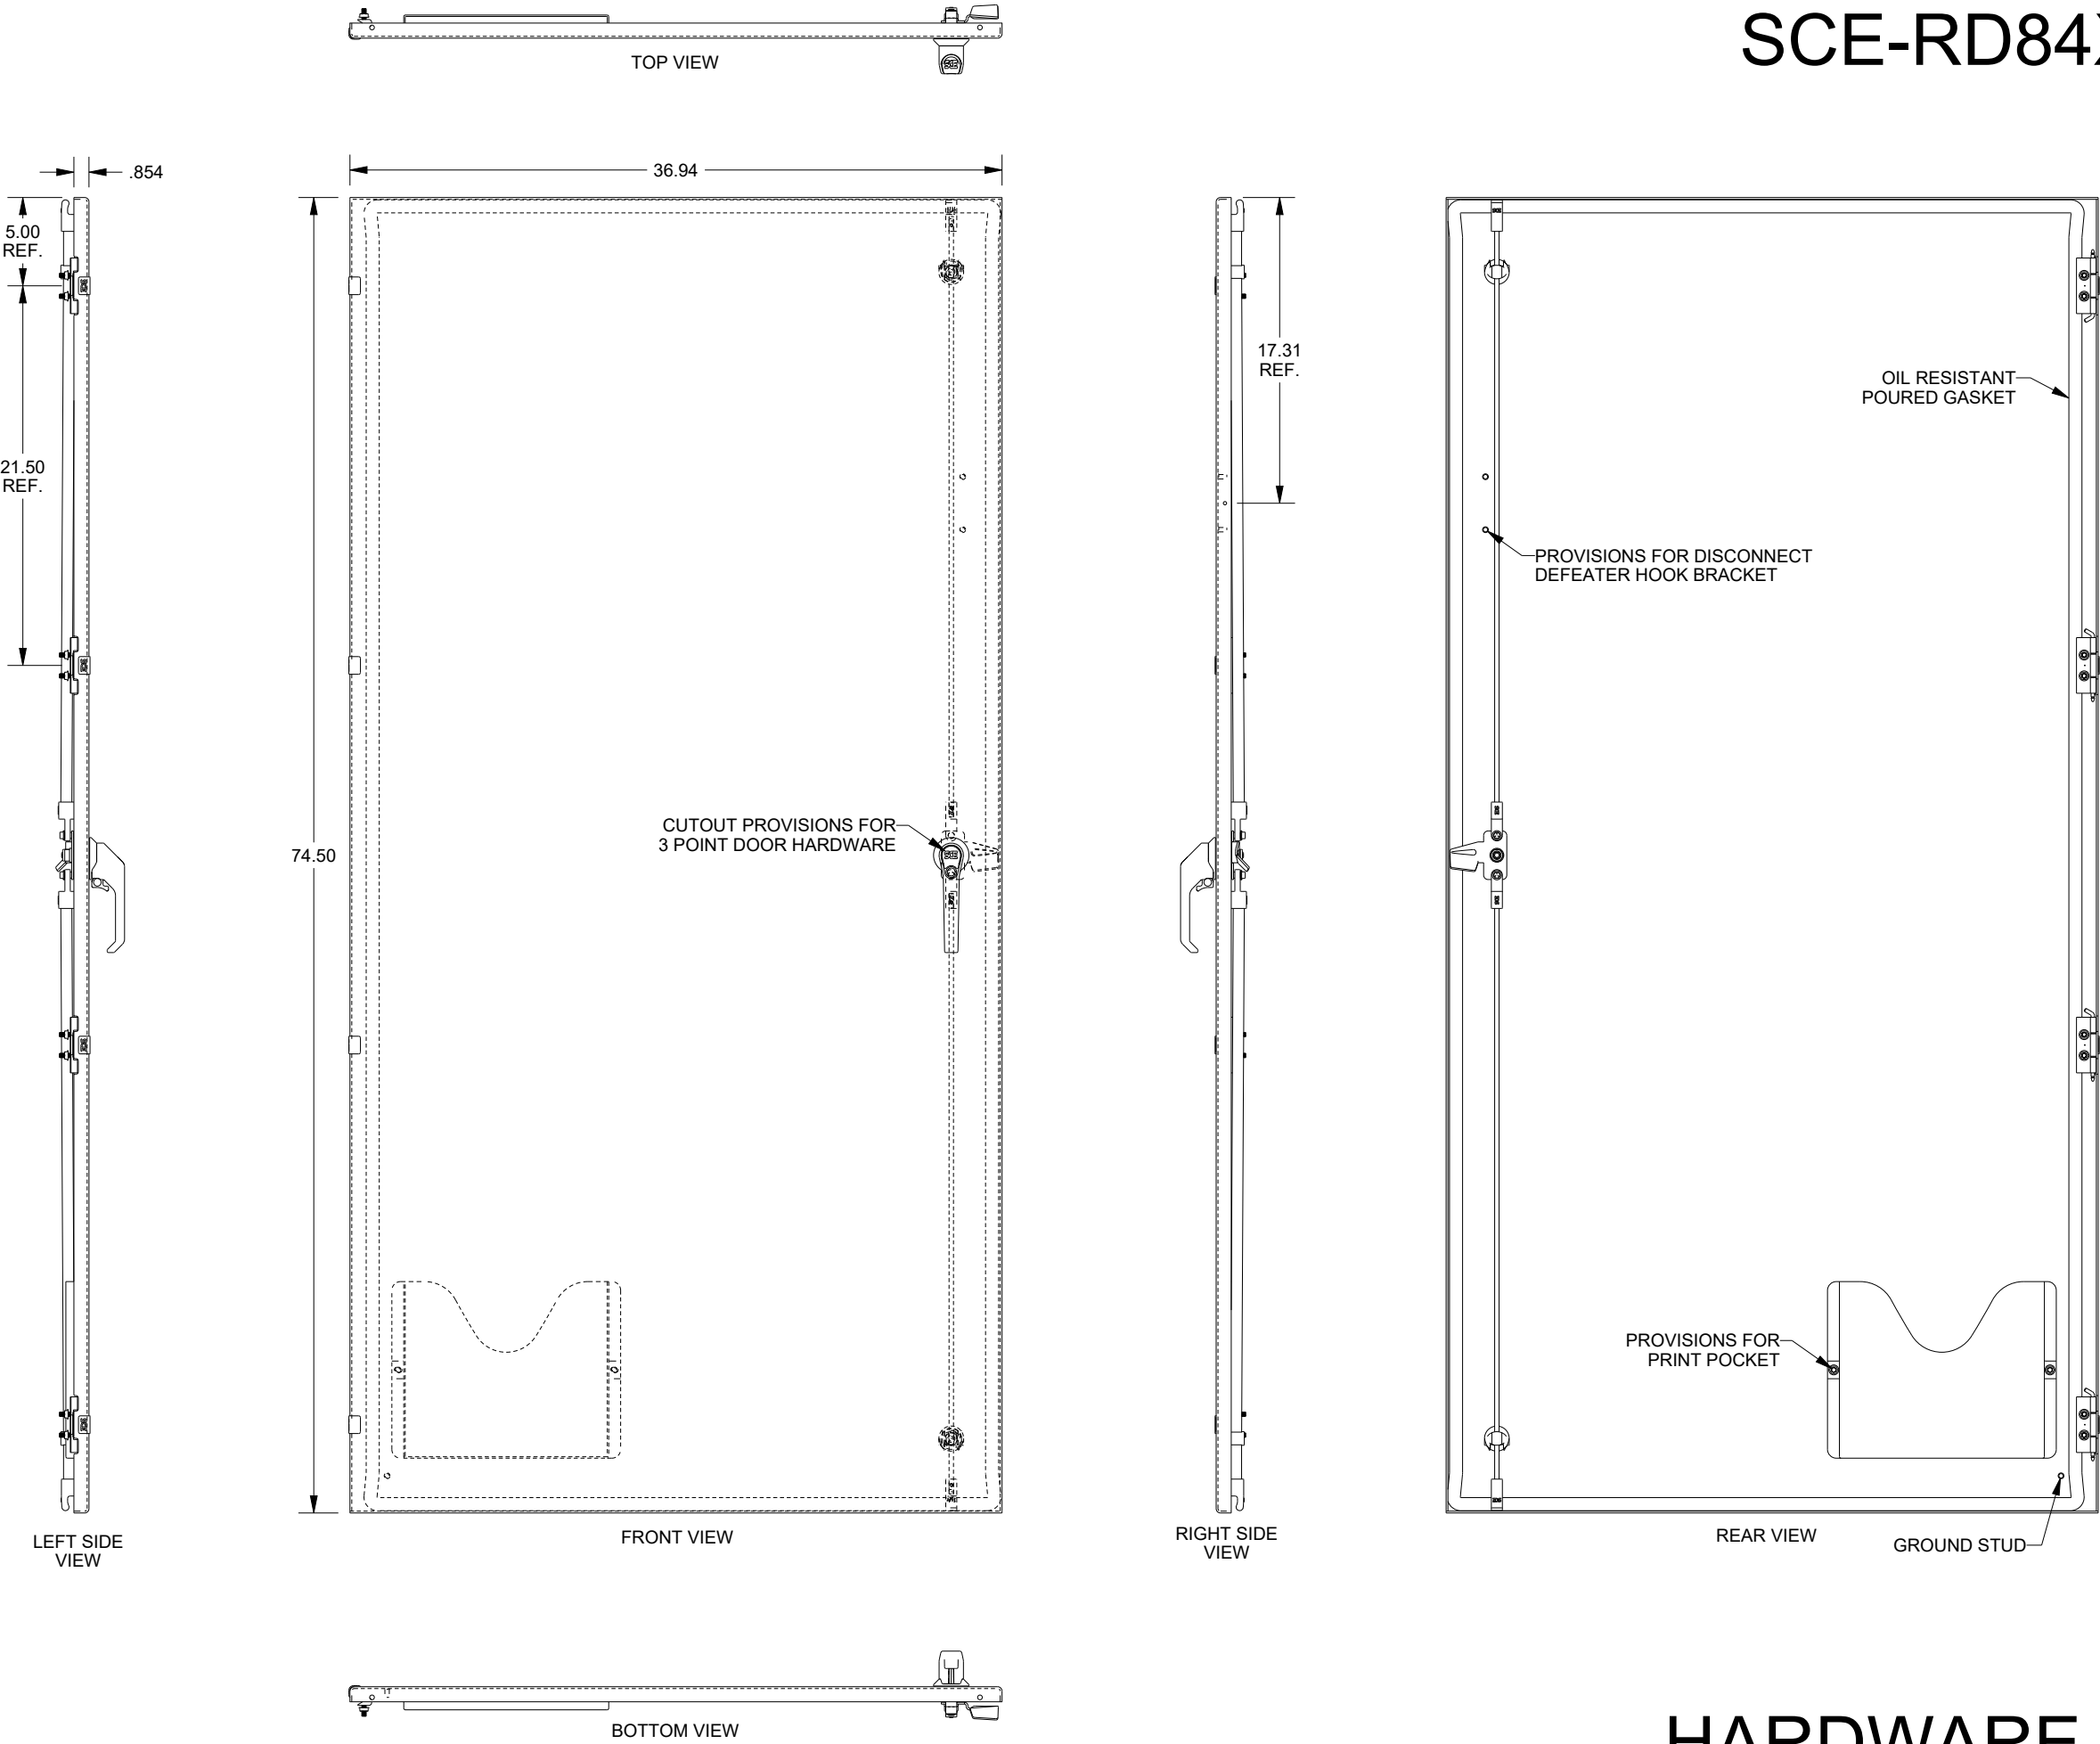 SCE-RD84X
TOP VIEW
.854
36.94
5.00
REF.
17.31
REF.
OIL RESISTANT
POURED GASKET
21.50
REF.
PROVISIONS FOR DISCONNECT
DEFEATER HOOK BRACKET
CUTOUT PROVISIONS FOR
3 POINT DOOR HARDWARE
74.50
PROVISIONS FOR
PRINT POCKET
LEFT SIDE
VIEW
FRONT VIEW
RIGHT SIDE
VIEW
REAR VIEW
GROUND STUD
BOTTOM VIEW
HARDWARE